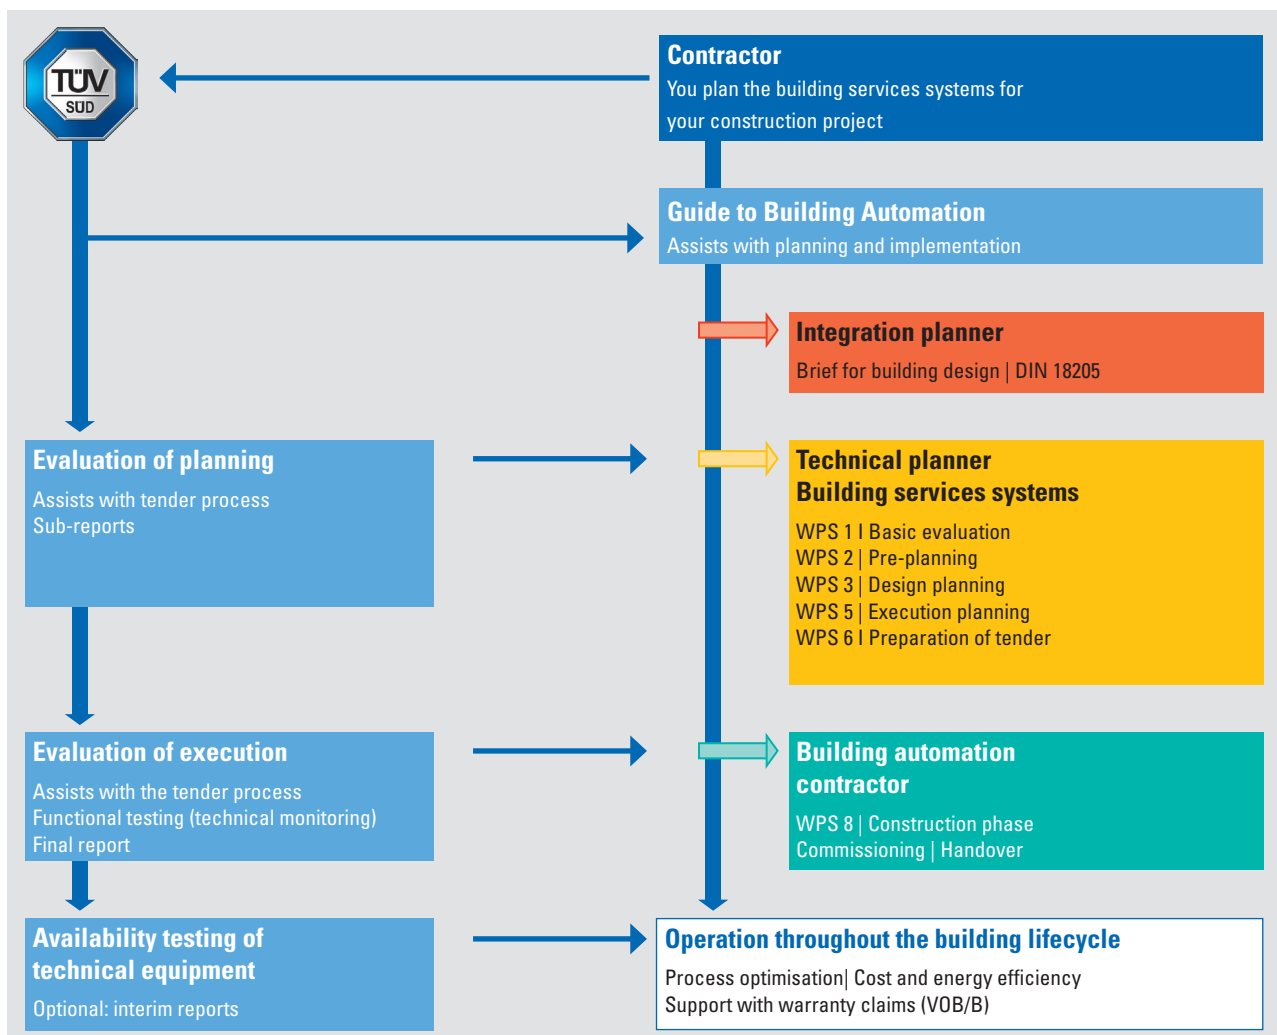 TÜV
SÜD
Contractor
You plan the building services systems for
your construction project
Guide to Building Automation
Assists with planning and implementation
Integration planner
Brief for building design | DIN 18205
Evaluation of planning
Assists with tender process
Sub-reports
Technical planner
Building services systems
WPS 1 I Basic evaluation
WPS 2 | Pre-planning
WPS 3 | Design planning
WPS 5 | Execution planning
WPS 6 I Preparation of tender
Evaluation of execution
Assists with the tender process
Functional testing (technical monitoring)
Final report
Building automation
contractor
WPS 8 | Construction phase
Commissioning | Handover
Availability testing of
technical equipment
Optional: interim reports
Operation throughout the building lifecycle
Process optimisation| Cost and energy efficiency
Support with warranty claims (VOB/B)